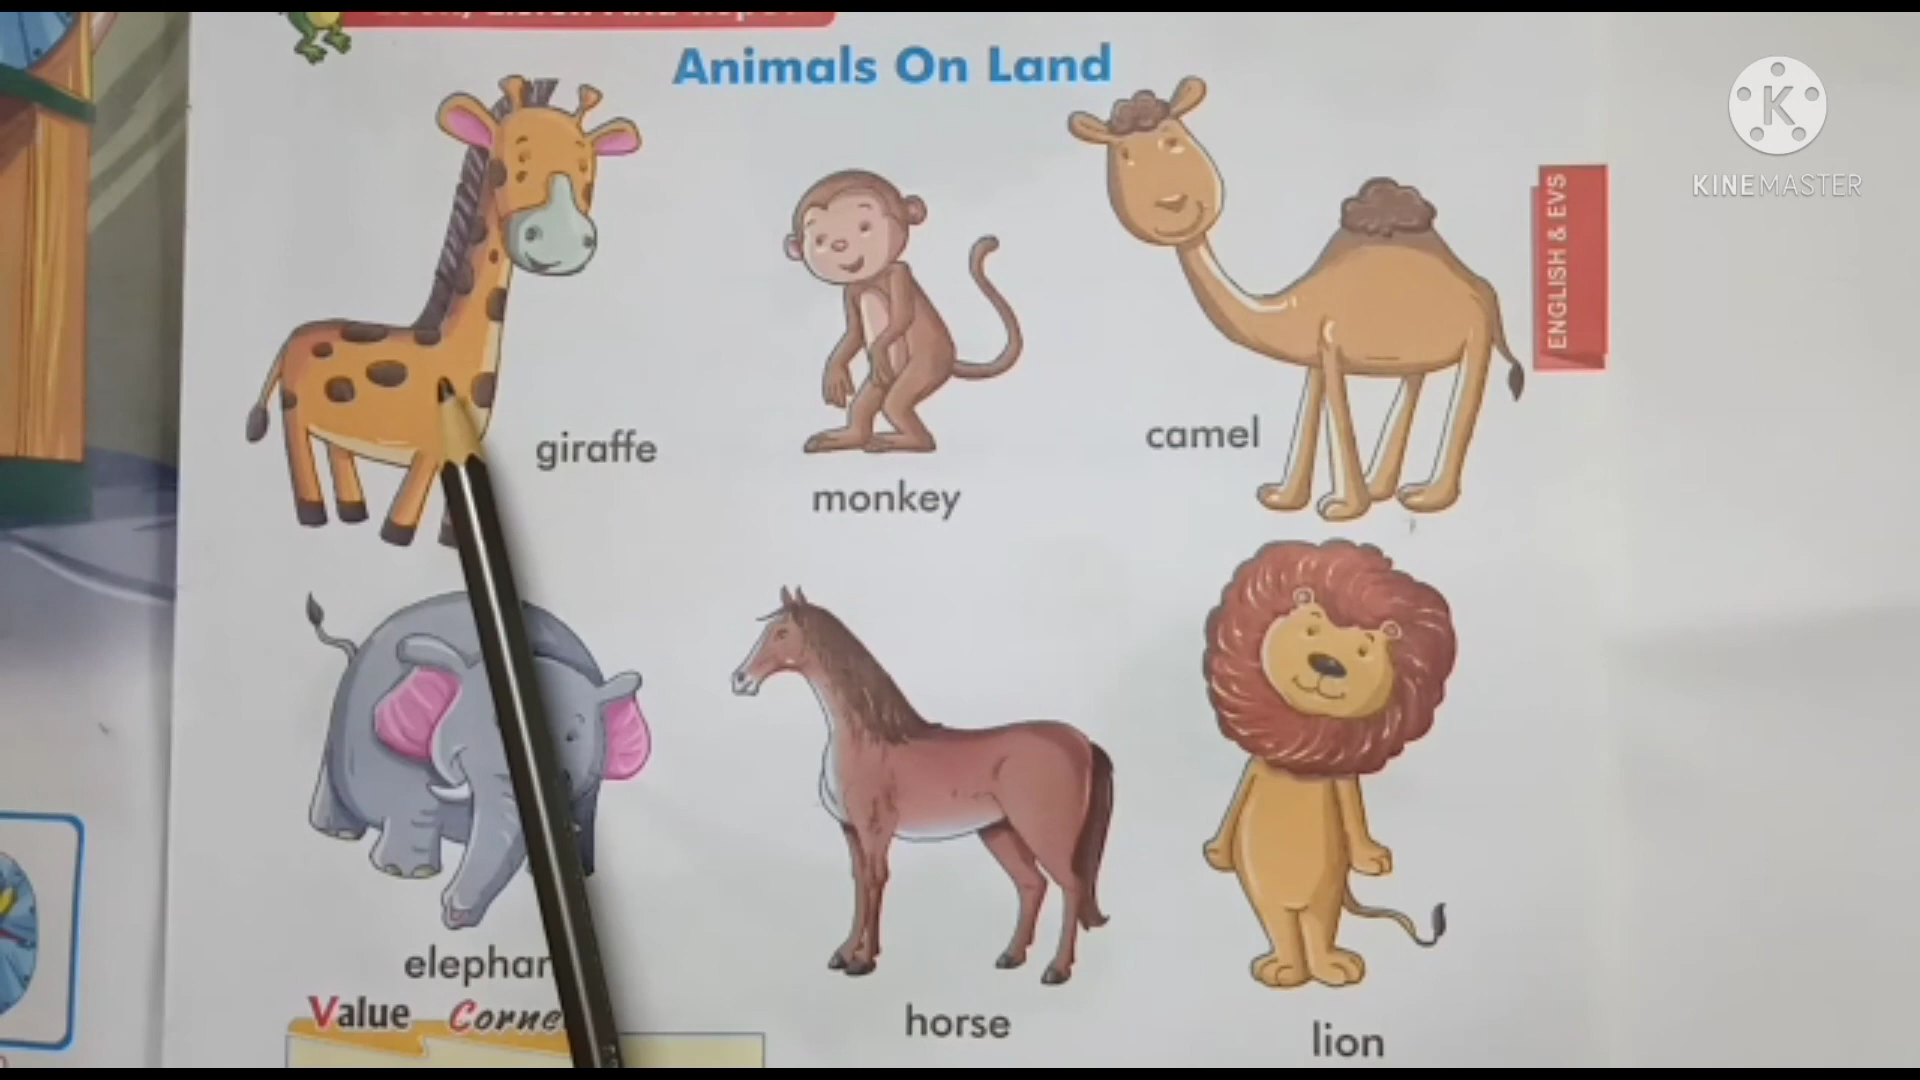 Animals On Land
KINEMASTER
ENGLISH & EVS
giraffe
monkey
camel
elephan
horse
lion
Value Corne